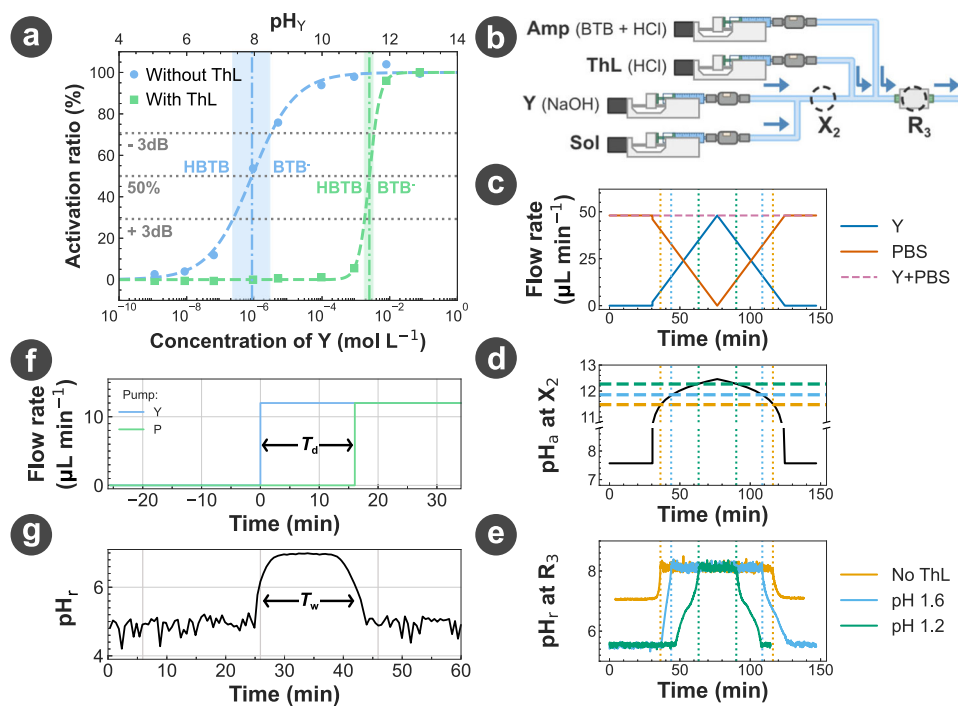 a
pH_Y
4 6 8 10 12 14
Activation ratio (%)
100
80
60
40
20
0
Without ThL
With ThL
- 3dB
50%
+ 3dB
HBTB BTB⁻
HBTB BTB⁻
10⁻¹⁰ 10⁻⁸ 10⁻⁶ 10⁻⁴ 10⁻² 10⁰
Concentration of Y (mol L⁻¹)
b
Amp (BTB + HCl)
ThL (HCl)
Y (NaOH)
Sol
X₂
R₃
c
Flow rate
(µL min⁻¹)
50
25
0
0 50 100 150
Time (min)
Y
PBS
Y+PBS
d
pHₐ at X₂
13
12
11
8
7
0 50 100 150
Time (min)
e
pHᵣ at R₃
8
6
0 50 100 150
Time (min)
No ThL
pH 1.6
pH 1.2
f
Flow rate
(µL min⁻¹)
10
0
Pump:
Y
P
T_d
−20 −10 0 10 20 30
Time (min)
g
pHᵣ
6
4
T_w
0 10 20 30 40 50 60
Time (min)